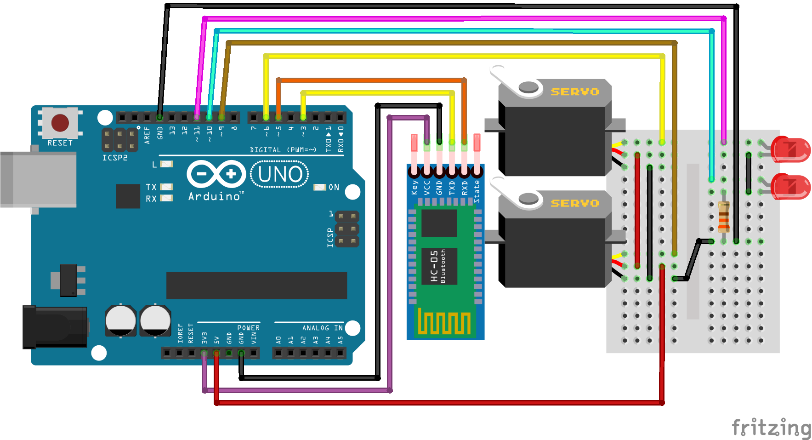 AREF
GND
13
12
~11
~10
~9
8
7
~6
~5
4
~3
2
TX▶1
RX◀0
RESET
ICSP2
DIGITAL (PWM=~)
L
TX
RX
Arduino™
UNO
ON
ICSP
IOREF
RESET
3V3
5V
GND
GND
VIN
POWER
ANALOG IN
A0
A1
A2
A3
A4
A5
Key
VCC
GND
TXD
RXD
State
HC-05
Bluetooth
SERVO
SERVO
fritzing